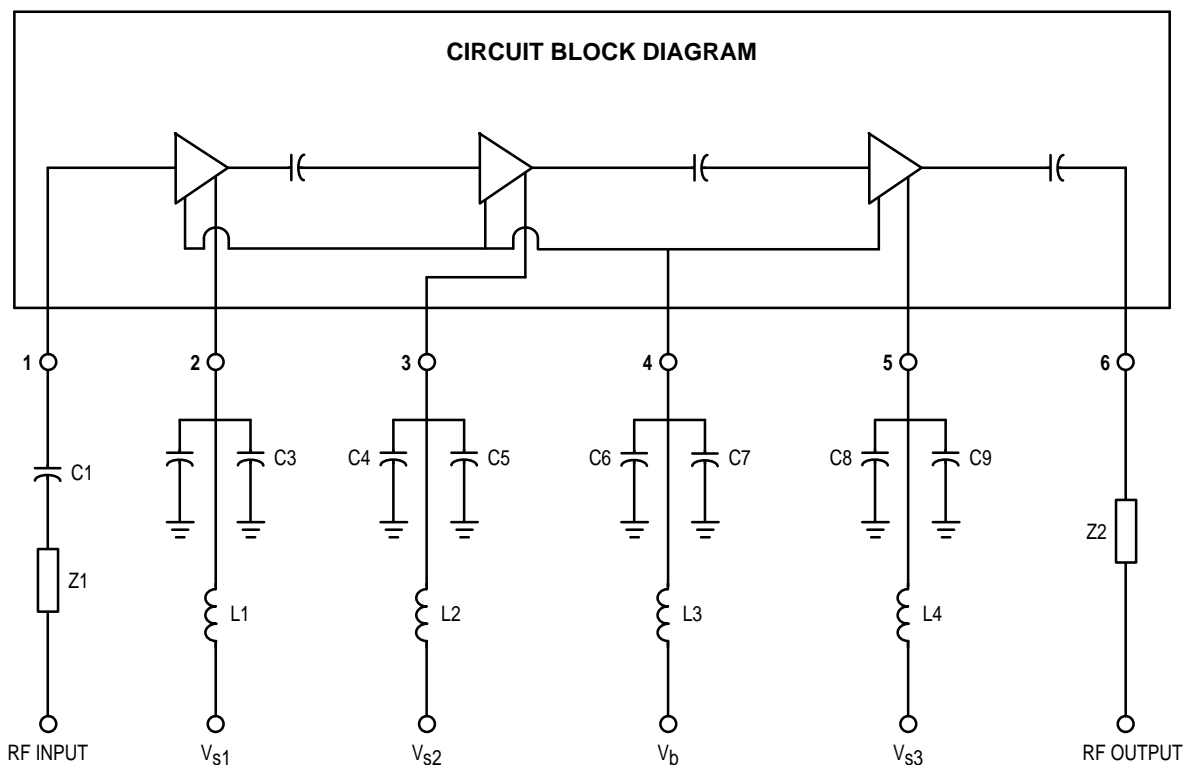 CIRCUIT BLOCK DIAGRAM
1 2 3 4 5 6
C3 C4 C5 C6 C7 C8 C9
C1
Z2
Z1
L1 L2 L3 L4
RF INPUT Vs1 Vs2 Vb Vs3 RF OUTPUT